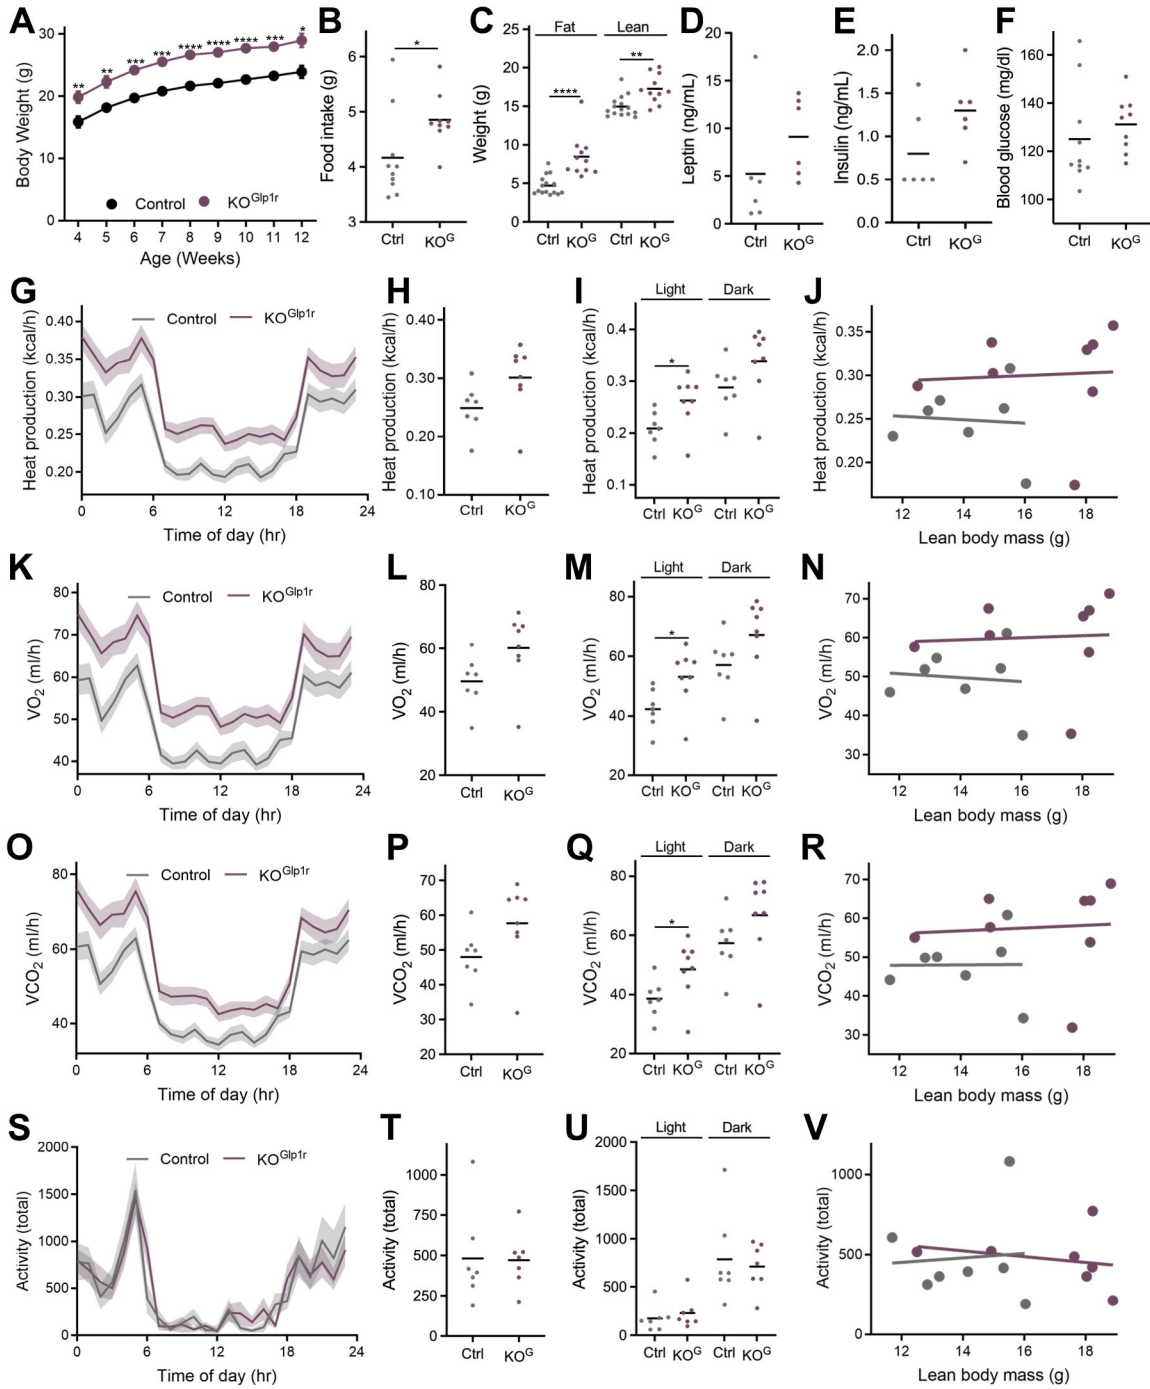 A
Body Weight (g)
30
20
10
0
** ** *** *** **** **** **** *** *
Control KO^Glp1r
4 5 6 7 8 9 10 11 12
Age (Weeks)
B
Food intake (g)
6
5
4
3
*
Ctrl KO^G
C
Weight (g)
25
20
15
10
5
0
Fat Lean
**** **
Ctrl KO^G Ctrl KO^G
D
Leptin (ng/mL)
20
15
10
5
0
Ctrl KO^G
E
Insulin (ng/mL)
2.0
1.5
1.0
0.5
0.0
Ctrl KO^G
F
Blood glucose (mg/dl)
160
140
120
100
Ctrl KO^G
G
Heat production (kcal/h)
Control KO^Glp1r
0.40
0.35
0.30
0.25
0.20
0 6 12 18 24
Time of day (hr)
H
Heat production (kcal/h)
0.40
0.30
0.20
0.10
Ctrl KO^G
I
Heat production (kcal/h)
Light Dark
0.4
0.3
0.2
0.1
*
Ctrl KO^G Ctrl KO^G
J
Heat production (kcal/h)
0.35
0.30
0.25
0.20
12 14 16 18
Lean body mass (g)
K
VO₂ (ml/h)
Control KO^Glp1r
80
70
60
50
40
0 6 12 18 24
Time of day (hr)
L
VO₂ (ml/h)
80
60
40
20
Ctrl KO^G
M
VO₂ (ml/h)
Light Dark
80
60
40
20
*
Ctrl KO^G Ctrl KO^G
N
VO₂ (ml/h)
70
60
50
40
30
12 14 16 18
Lean body mass (g)
O
VCO₂ (ml/h)
Control KO^Glp1r
80
60
40
0 6 12 18 24
Time of day (hr)
P
VCO₂ (ml/h)
70
60
50
40
30
20
Ctrl KO^G
Q
VCO₂ (ml/h)
Light Dark
80
60
40
20
*
Ctrl KO^G Ctrl KO^G
R
VCO₂ (ml/h)
70
60
50
40
30
12 14 16 18
Lean body mass (g)
S
Activity (total)
Control KO^Glp1r
2000
1500
1000
500
0
0 6 12 18 24
Time of day (hr)
T
Activity (total)
1000
750
500
250
0
Ctrl KO^G
U
Activity (total)
Light Dark
2000
1500
1000
500
0
Ctrl KO^G Ctrl KO^G
V
Activity (total)
1000
500
0
12 14 16 18
Lean body mass (g)